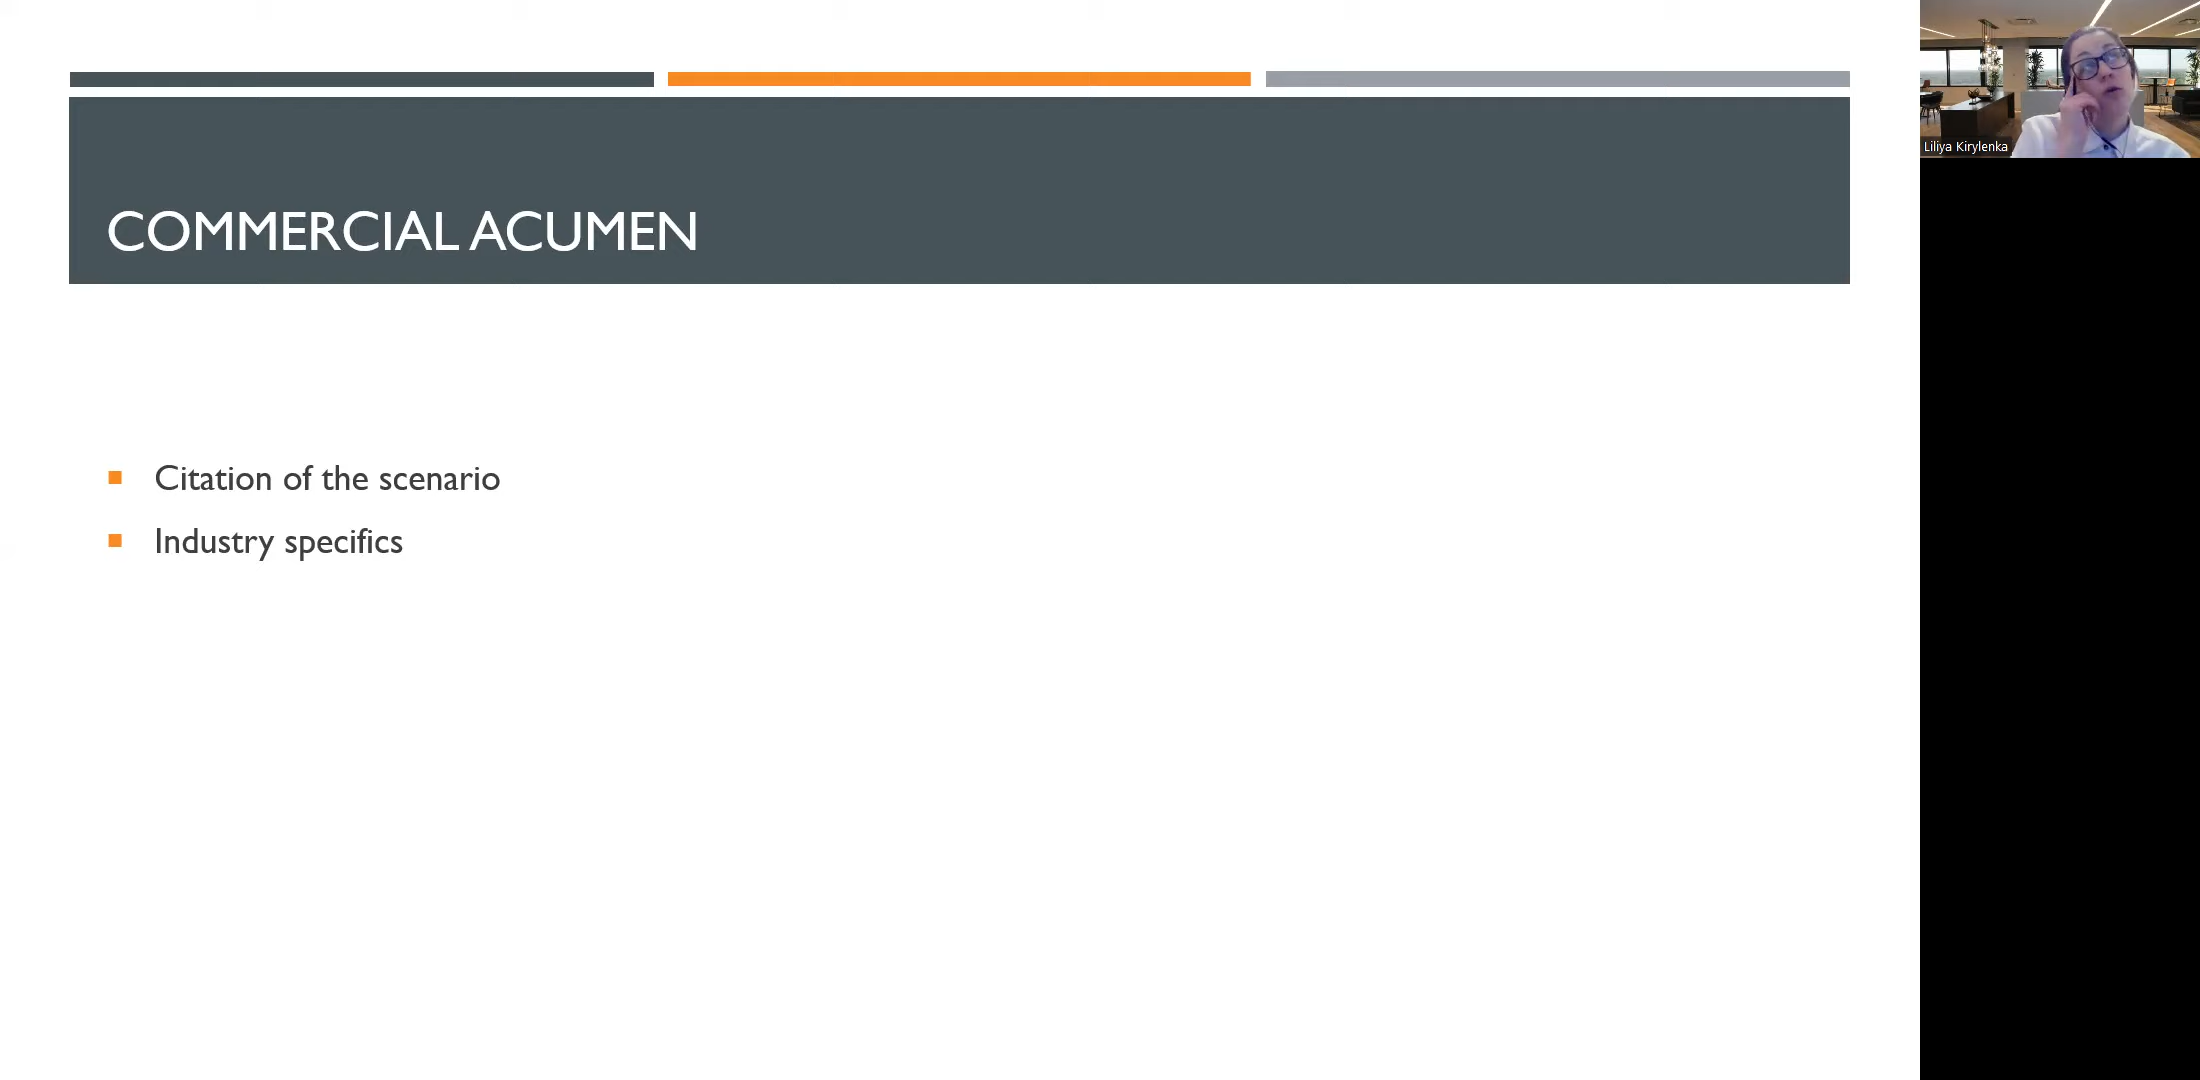 COMMERCIAL ACUMEN
Citation of the scenario
Industry specifics
Liliya Kirylenka